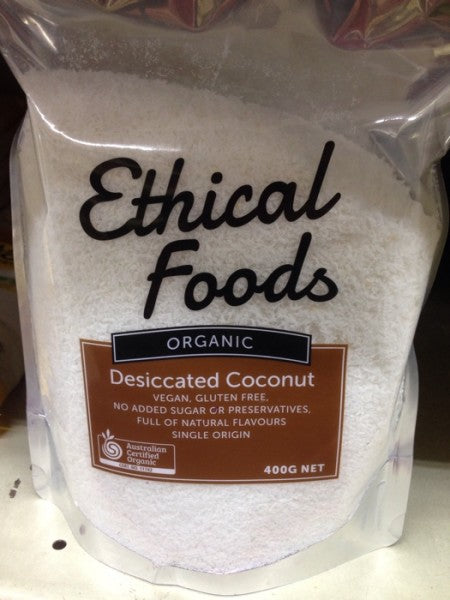 Ethical
Foods
ORGANIC
Desiccated Coconut
VEGAN, GLUTEN FREE,
NO ADDED SUGAR OR PRESERVATIVES,
FULL OF NATURAL FLAVOURS
SINGLE ORIGIN
Australian
Certified
Organic
400G NET